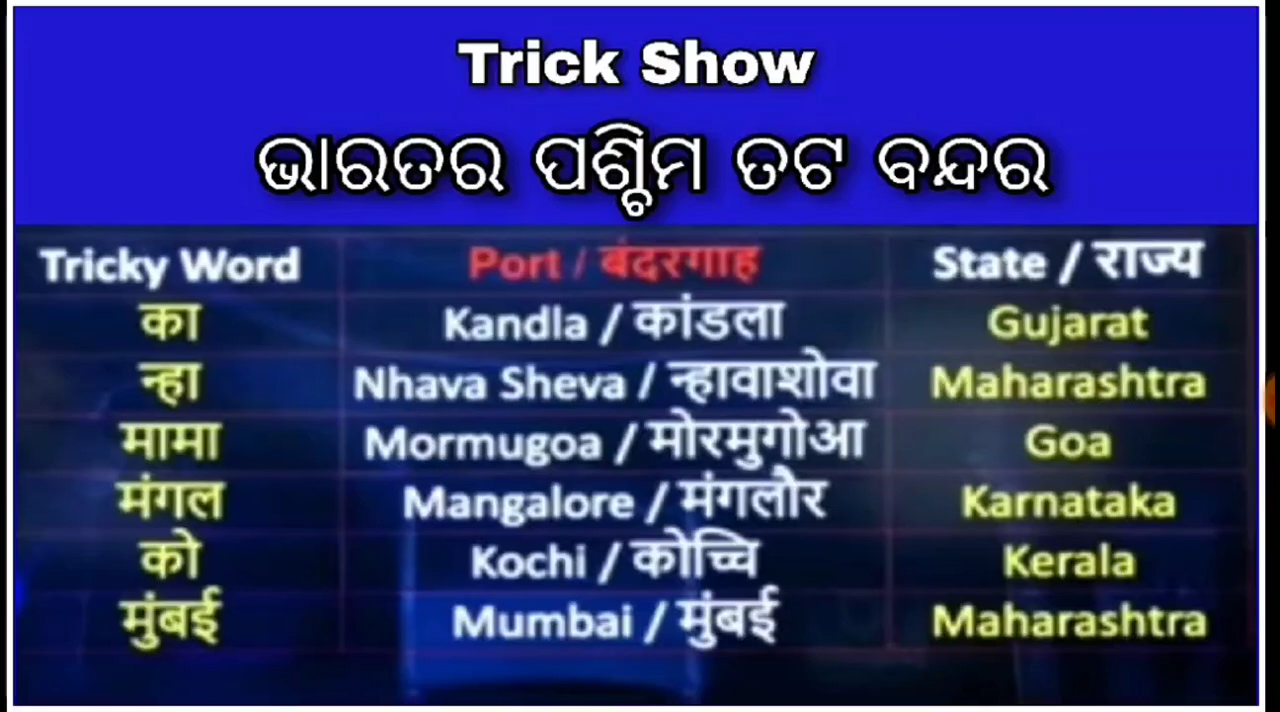 Trick Show
ଭାରତର ପଶ୍ଚିମ ତଟ ବନ୍ଦର
Tricky Word Port / बंदरगाह State / राज्य
का Kandla / कांडला Gujarat
न्हा Nhava Sheva / न्हावाशोवा Maharashtra
मामा Mormugoa / मोरमुगोआ Goa
मंगल Mangalore / मंगलौर Karnataka
को Kochi / कोच्चि Kerala
मुंबई Mumbai / मुंबई Maharashtra